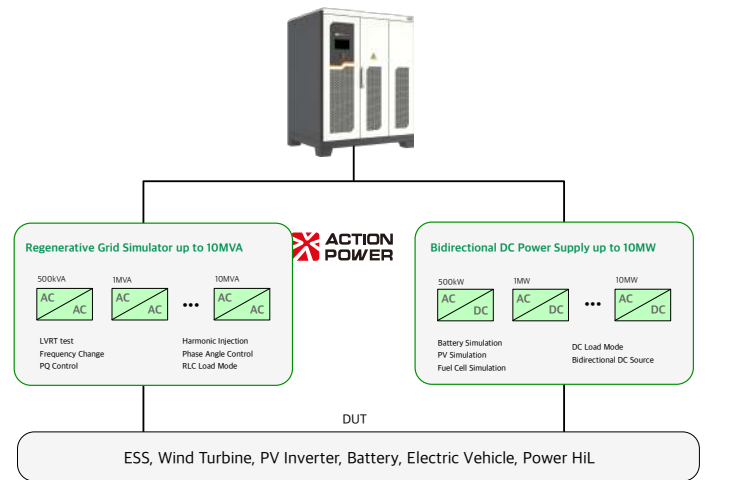 Regenerative Grid Simulator up to 10MVA
500kVA
1MVA
10MVA
AC
AC
AC
AC
•••
AC
AC
LVRT test
Frequency Change
PQ Control
Harmonic Injection
Phase Angle Control
RLC Load Mode
ACTION
POWER
Bidirectional DC Power Supply up to 10MW
500kW
1MW
10MW
AC
DC
AC
DC
•••
AC
DC
Battery Simulation
PV Simulation
Fuel Cell Simulation
DC Load Mode
Bidirectional DC Source
DUT
ESS, Wind Turbine, PV Inverter, Battery, Electric Vehicle, Power HiL